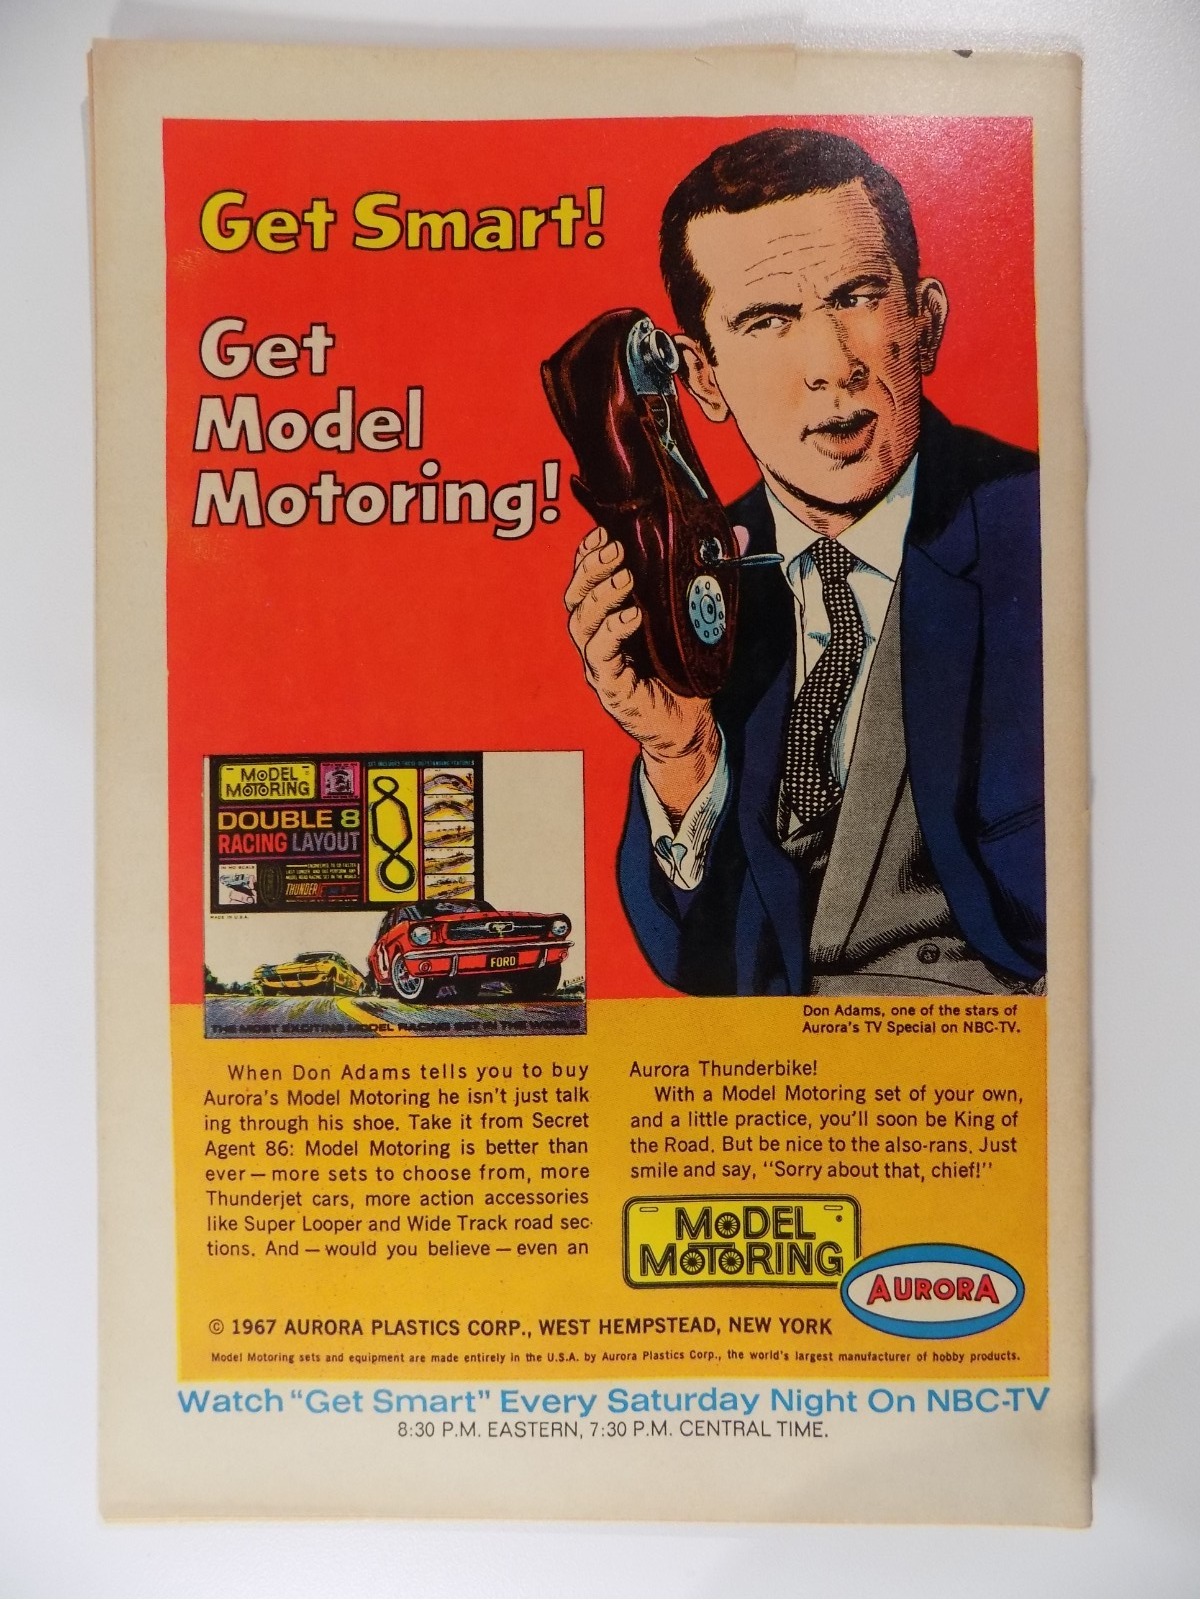 Get Smart!
Get
Model
Motoring!
MODEL
MOTORING
DOUBLE 8
RACING LAYOUT
SET INCLUDES THESE OUTSTANDING FEATURES
THUNDER
MADE IN U.S.A.
FORD
THE MOST EXCITING MODEL RACING SET IN THE WORLD
Don Adams, one of the stars of
Aurora's TV Special on NBC-TV.
When Don Adams tells you to buy
Aurora's Model Motoring he isn't just talk
ing through his shoe. Take it from Secret
Agent 86: Model Motoring is better than
ever — more sets to choose from, more
Thunderjet cars, more action accessories
like Super Looper and Wide Track road sec-
tions. And — would you believe — even an
Aurora Thunderbike!
With a Model Motoring set of your own,
and a little practice, you'll soon be King of
the Road. But be nice to the also-rans. Just
smile and say, "Sorry about that, chief!"
MODEL
MOTORING
AURORA
© 1967 AURORA PLASTICS CORP., WEST HEMPSTEAD, NEW YORK
Model Motoring sets and equipment are made entirely in the U.S.A. by Aurora Plastics Corp., the world's largest manufacturer of hobby products.
Watch "Get Smart" Every Saturday Night On NBC-TV
8:30 P.M. EASTERN, 7:30 P.M. CENTRAL TIME.